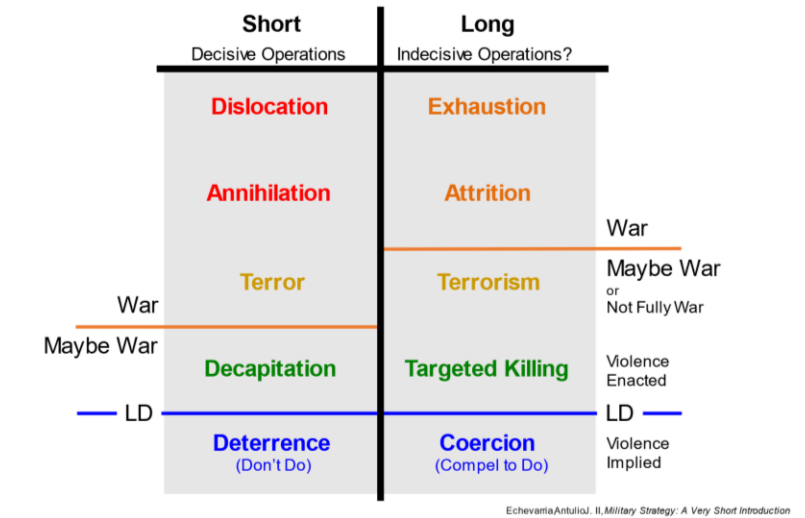 Short Long
Decisive Operations Indecisive Operations?
Dislocation Exhaustion
Annihilation Attrition
War
Terror Terrorism Maybe War
or
Not Fully War
War
Maybe War
Decapitation Targeted Killing Violence
Enacted
LD LD
Deterrence Coercion Violence
(Don't Do) (Compel to Do) Implied
Echevarria,AntulioJ. II, Military Strategy: A Very Short Introduction